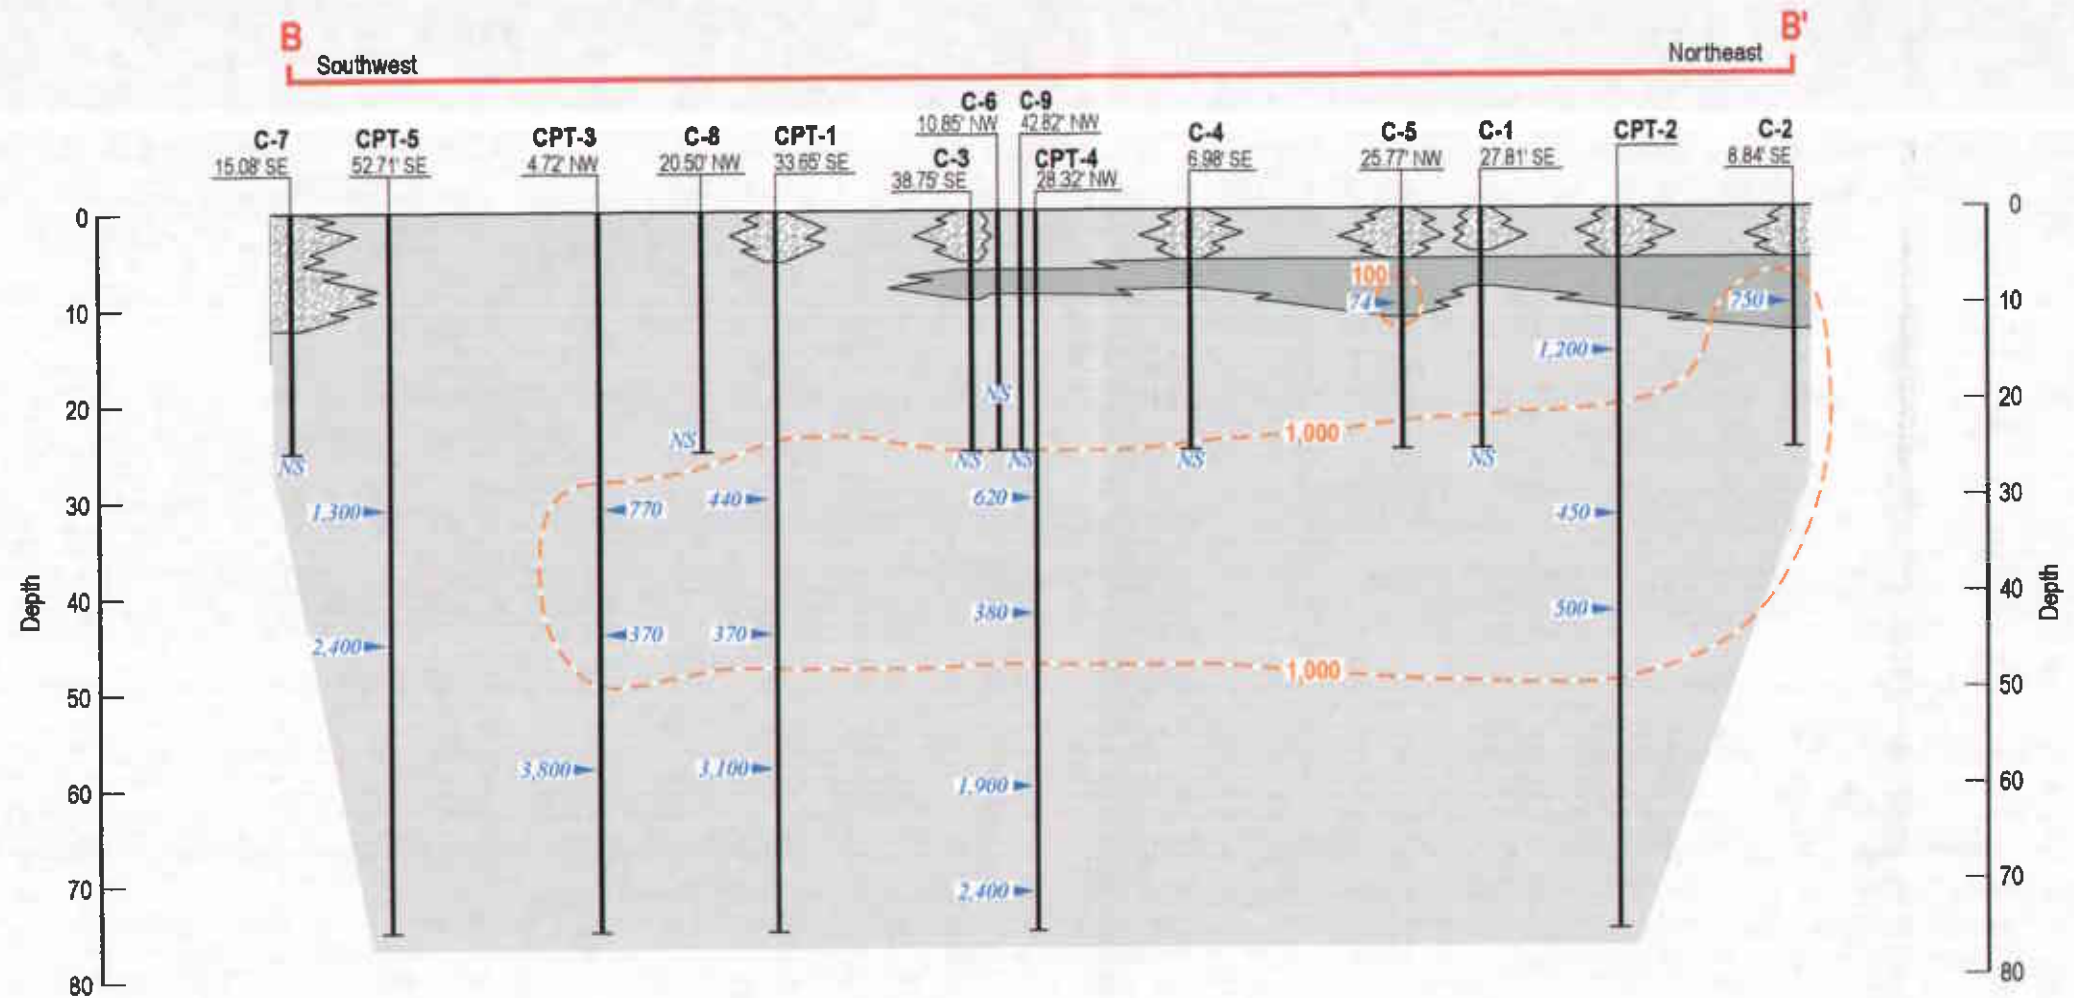 B
B'
Southwest
Northeast
C-6
C-9
10.85' NW
42.82' NW
C-7
CPT-5
CPT-3
C-8
CPT-1
C-3
CPT-4
C-4
C-5
C-1
CPT-2
C-2
15.08' SE
52.71' SE
4.72' NW
20.50' NW
33.65' SE
38.75' SE
28.32' NW
6.98' SE
25.77' NW
27.81' SE
8.84' SE
0
0
100
74
750
10
10
1,200
NS
20
20
1,000
NS
NS
NS
NS
NS
NS
30
30
1,300
770
440
620
450
40
40
Depth
Depth
380
500
2,400
370
370
1,000
50
50
3,800
3,100
1,900
60
60
70
70
2,400
80
80